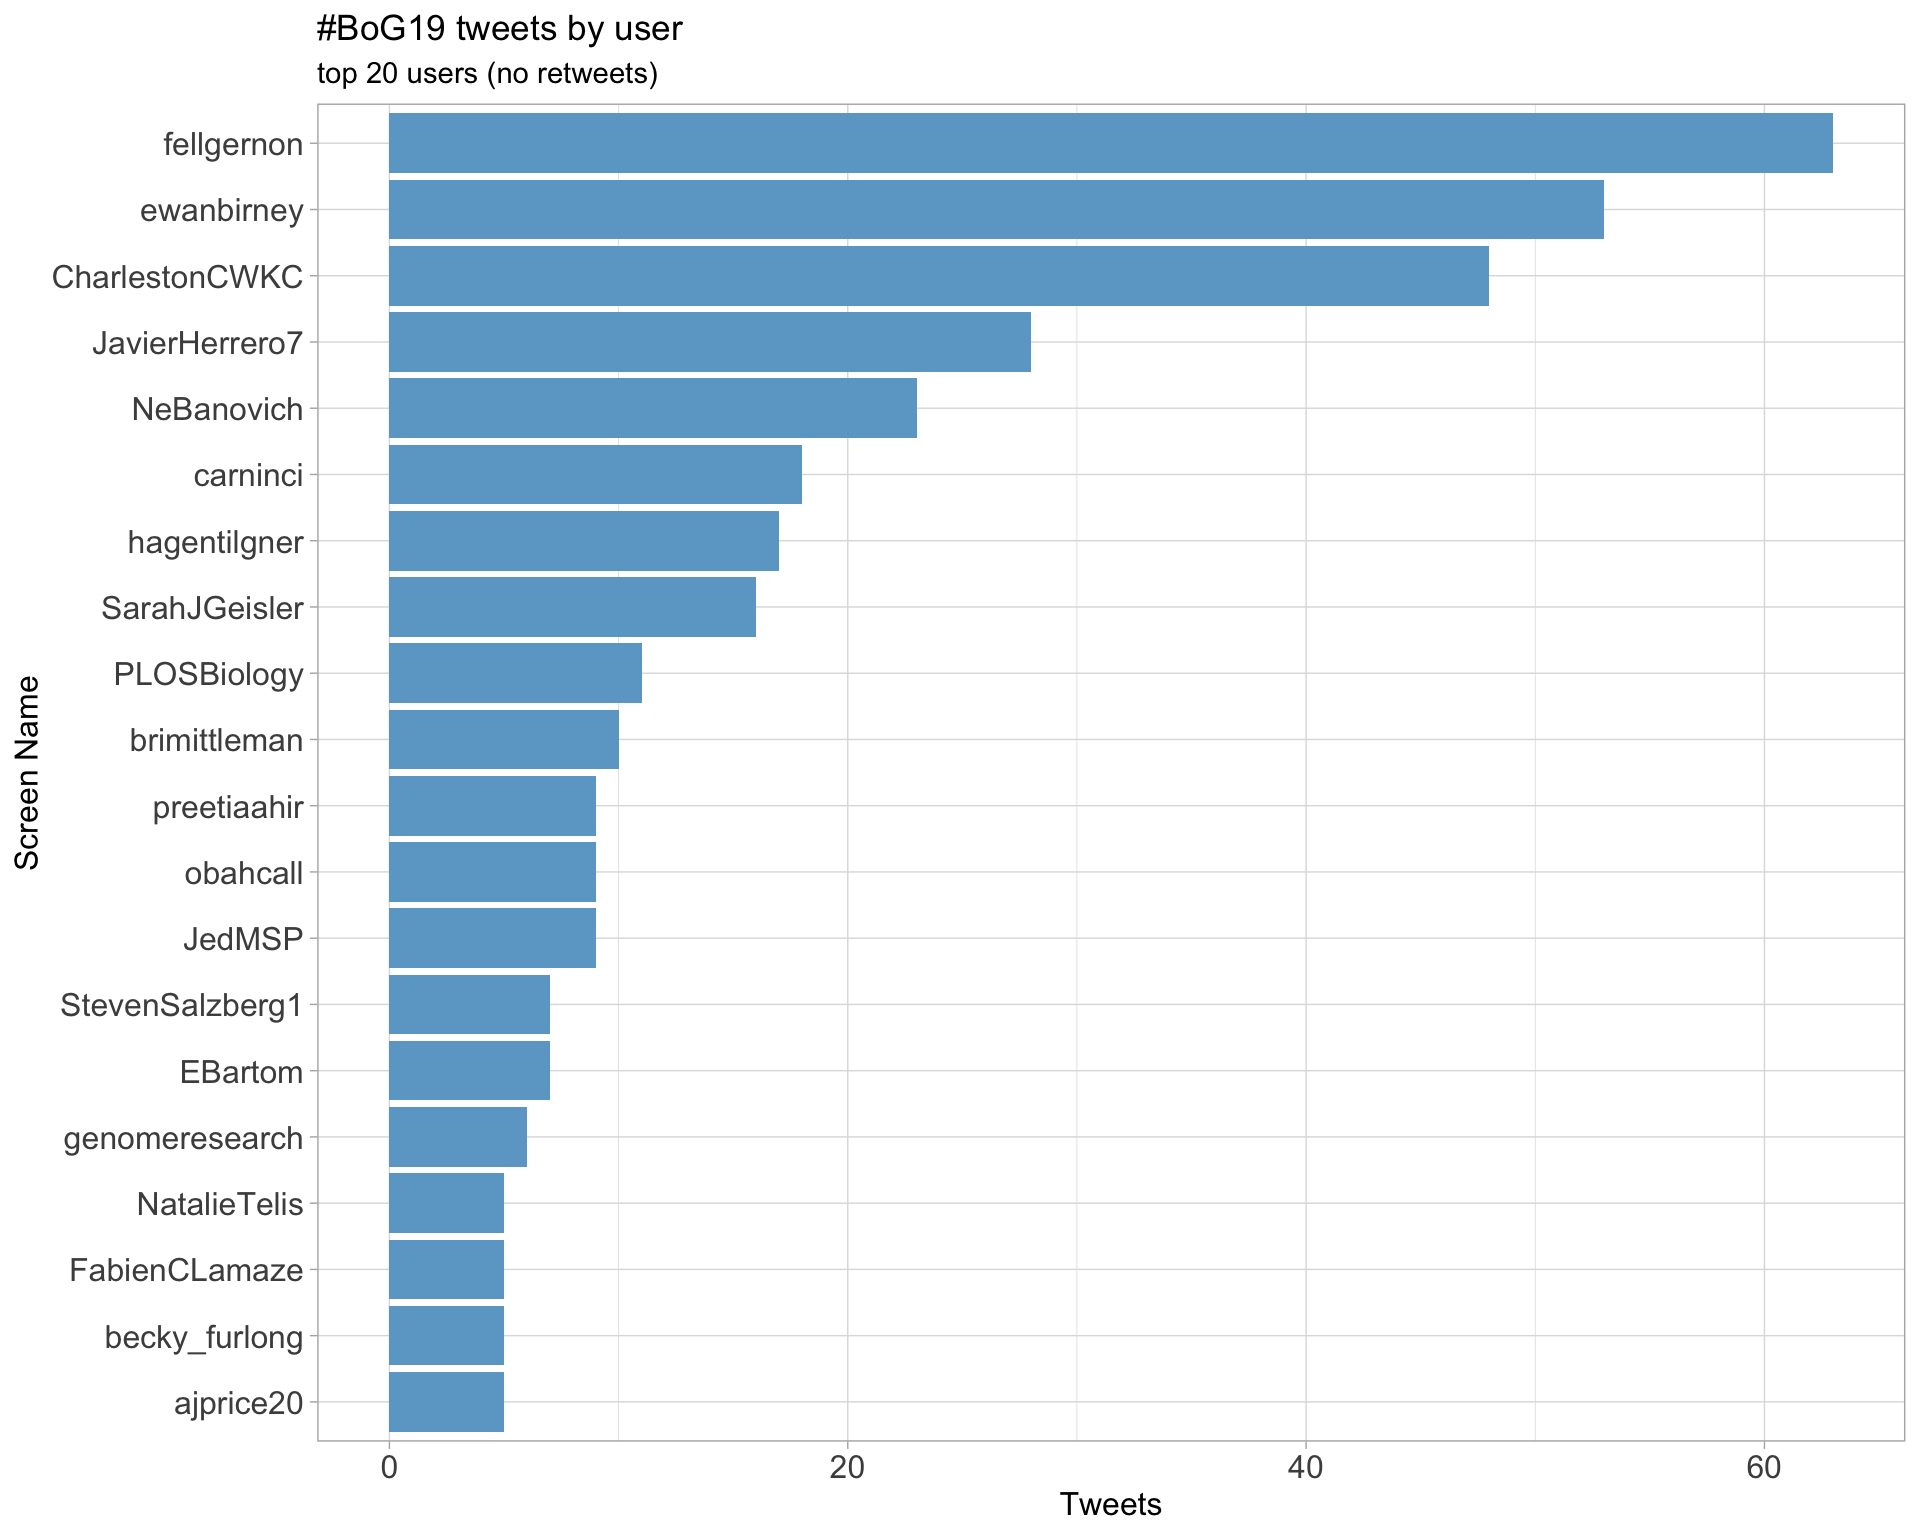 #BoG19 tweets by user
top 20 users (no retweets)
Screen Name
fellgernon
ewanbirney
CharlestonCWKC
JavierHerrero7
NeBanovich
carninci
hagentilgner
SarahJGeisler
PLOSBiology
brimittleman
preetiaahir
obahcall
JedMSP
StevenSalzberg1
EBartom
genomeresearch
NatalieTelis
FabienCLamaze
becky_furlong
ajprice20
0 20 40 60
Tweets